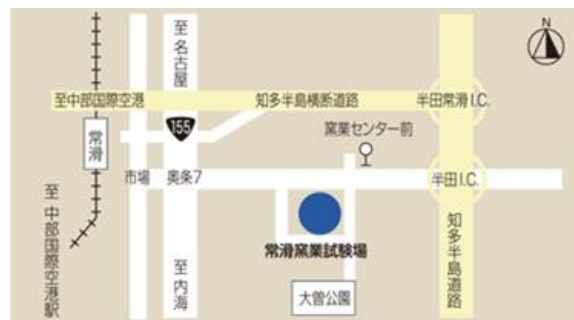 N
至名古屋
至中部国際空港
知多半島横断道路
半田常滑I.C.
155
窯業センター前
常滑
市場
奥条7
半田I.C.
至 中部国際空港駅
至内海
常滑窯業試験場
知多半島道路
大曽公園